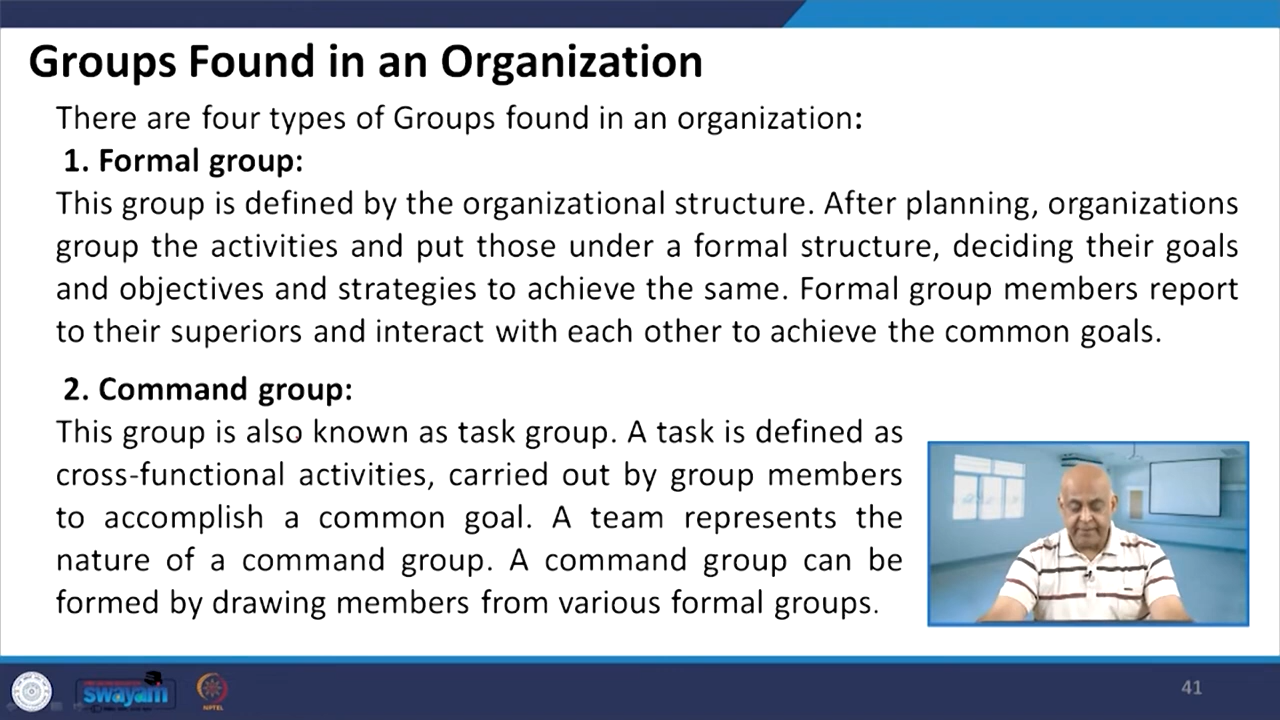 Groups Found in an Organization
There are four types of Groups found in an organization:
1. Formal group:
This group is defined by the organizational structure. After planning, organizations
group the activities and put those under a formal structure, deciding their goals
and objectives and strategies to achieve the same. Formal group members report
to their superiors and interact with each other to achieve the common goals.
2. Command group:
This group is also known as task group. A task is defined as
cross-functional activities, carried out by group members
to accomplish a common goal. A team represents the
nature of a command group. A command group can be
formed by drawing members from various formal groups.
swayam
NPTEL
41